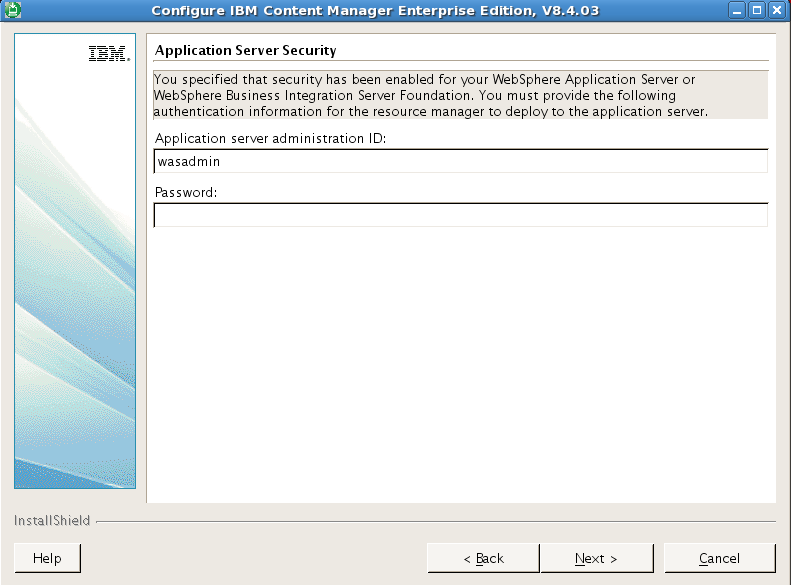 Configure IBM Content Manager Enterprise Edition, V8.4.03
IBM.
Application Server Security
You specified that security has been enabled for your WebSphere Application Server or
WebSphere Business Integration Server Foundation. You must provide the following
authentication information for the resource manager to deploy to the application server.
Application server administration ID:
wasadmin
Password:
InstallShield
Help
< Back
Next >
Cancel